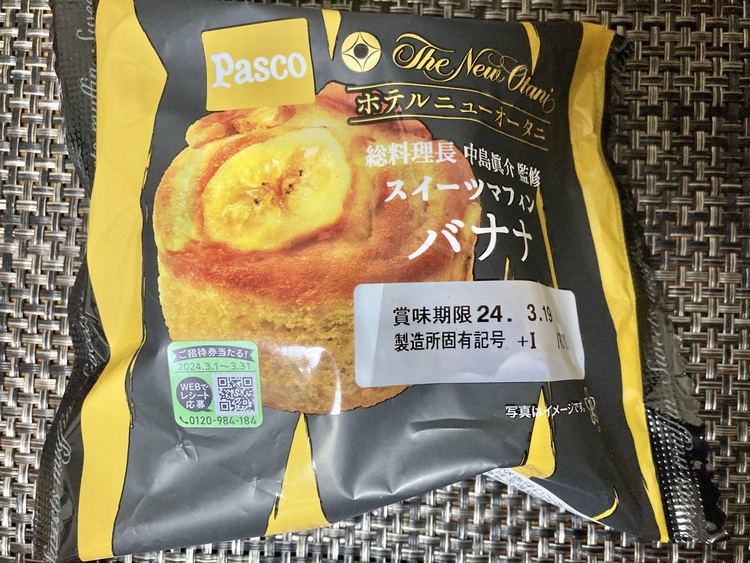 Pasco
The New Otani
ホテルニューオータニ
総料理長 中島眞介 監修
スイーツマフィン
バナナ
賞味期限 24. 3.19
製造所固有記号 +I
ご招待券当たる!
2024.3.1〜3.31
WEBで
レシート
応募
0120-984-184
写真はイメージです。